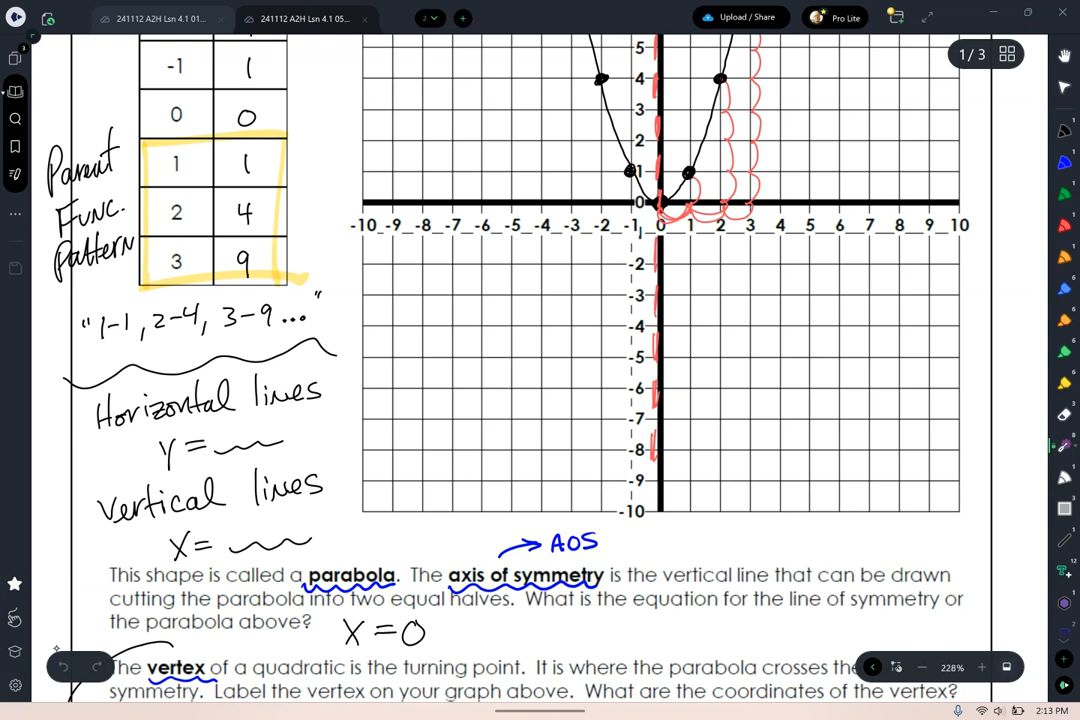 241112 A2H Lsn 4.1 01...
241112 A2H Lsn 4.1 05...
2
Upload / Share
Pro Lite
1/3
-1 1
0 0
1 1
2 4
3 9
Parent
Func.
Pattern
"1-1, 2-4, 3-9 ..."
Horizontal lines
Y =
Vertical lines
X =
5
4
3
2
1
0
-10 -9 -8 -7 -6 -5 -4 -3 -2 -1 0 1 2 3 4 5 6 7 8 9 10
-1
-2
-3
-4
-5
-6
-7
-8
-9
-10
AOS
This shape is called a parabola. The axis of symmetry is the vertical line that can be drawn
cutting the parabola into two equal halves. What is the equation for the line of symmetry or
the parabola above? X = 0
The vertex of a quadratic is the turning point. It is where the parabola crosses the
symmetry. Label the vertex on your graph above. What are the coordinates of the vertex?
228%
2:13 PM